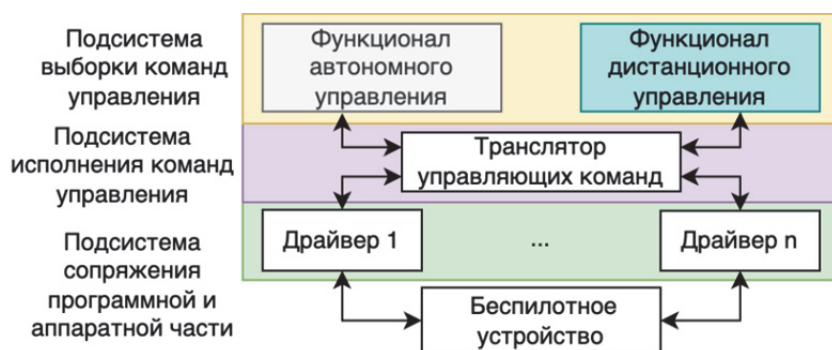 Подсистема
выборки команд
управления
Функционал
автономного
управления
Функционал
дистанционного
управления
Подсистема
исполнения команд
управления
Транслятор
управляющих команд
Подсистема
сопряжения
программной и
аппаратной части
Драйвер 1
...
Драйвер n
Беспилотное
устройство